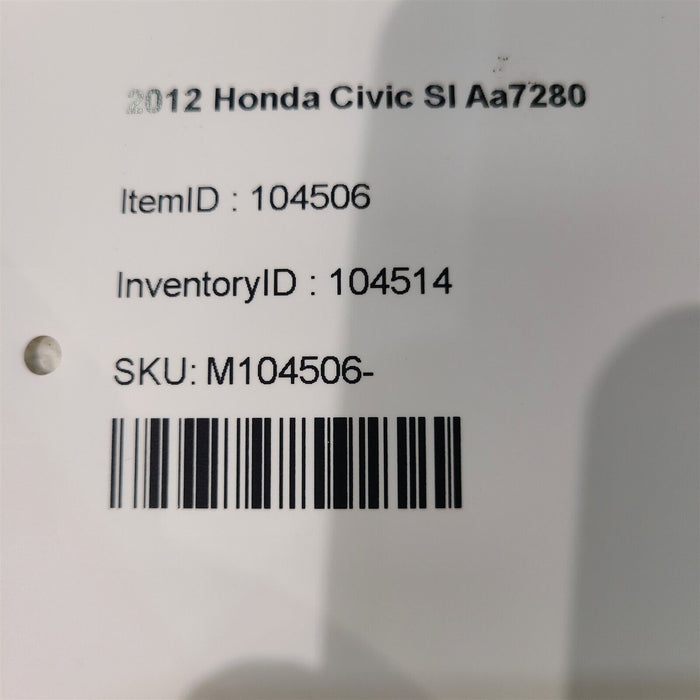 2012 Honda Civic SI Aa7280
ItemID : 104506
InventoryID : 104514
SKU: M104506-